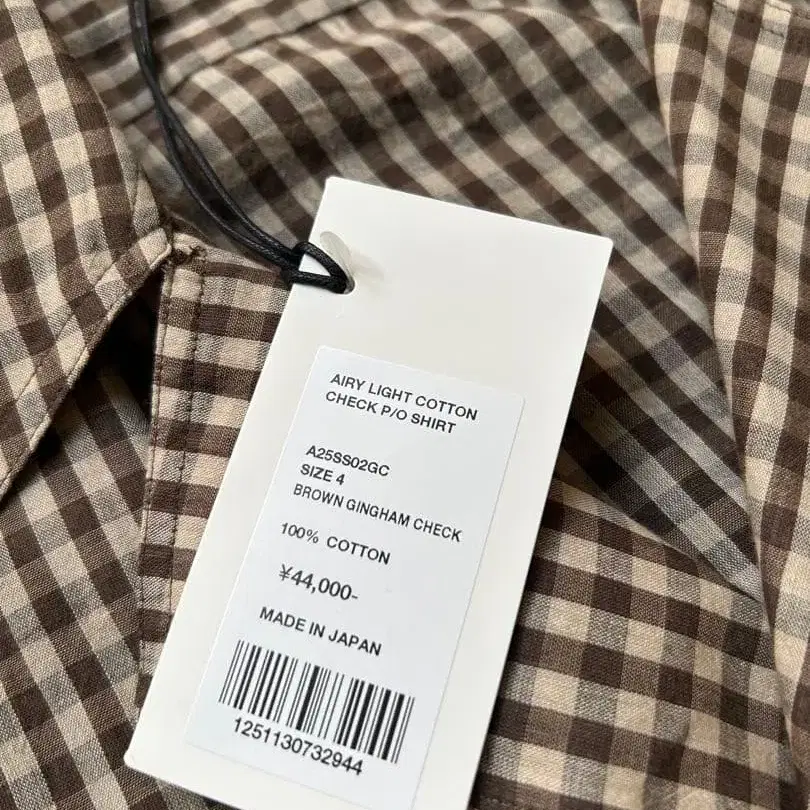 AIRY LIGHT COTTON
CHECK P/O SHIRT
A25SS02GC
SIZE 4
BROWN GINGHAM CHECK
100% COTTON
¥44,000-
MADE IN JAPAN
1251130732944